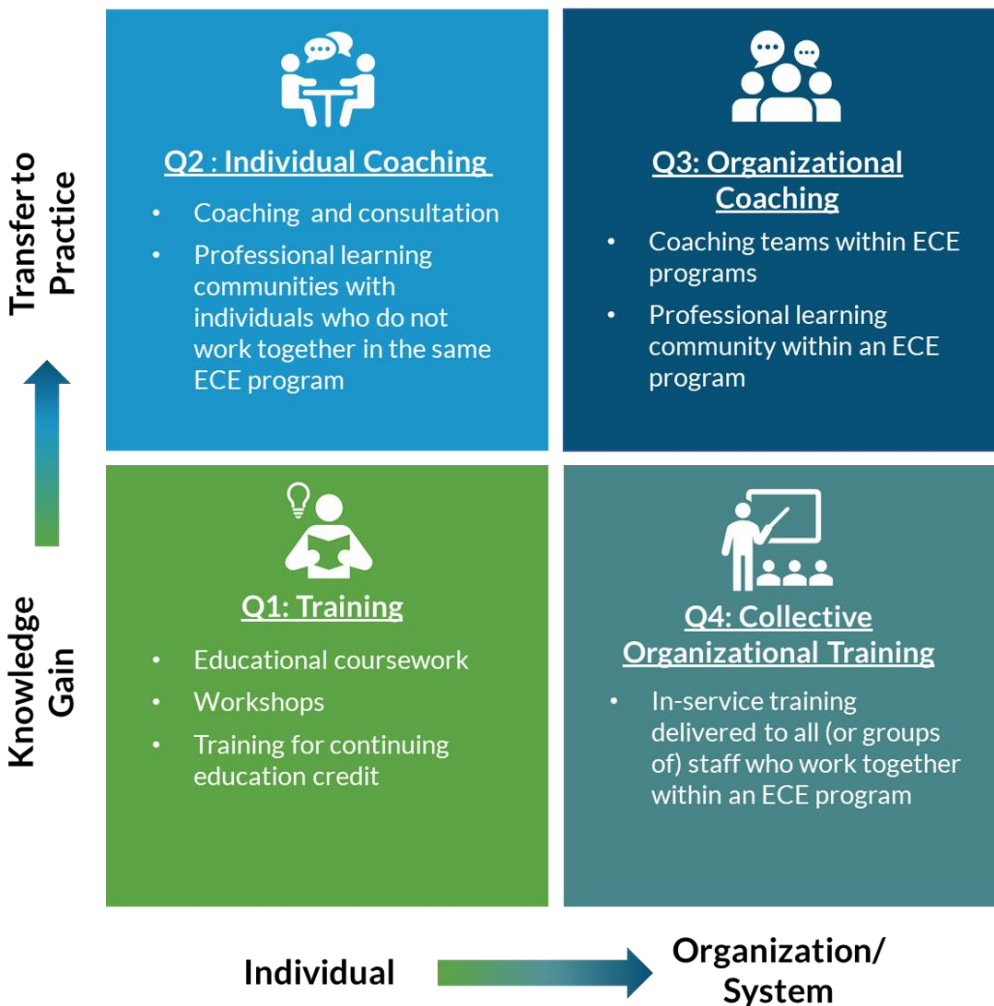 Transfer to
Practice
Knowledge
Gain
Q2 : Individual Coaching
• Coaching and consultation
• Professional learning
communities with
individuals who do not
work together in the same
ECE program
Q3: Organizational
Coaching
• Coaching teams within ECE
programs
• Professional learning
community within an ECE
program
Q1: Training
• Educational coursework
• Workshops
• Training for continuing
education credit
Q4: Collective
Organizational Training
• In-service training
delivered to all (or groups
of) staff who work together
within an ECE program
Individual
Organization/
System